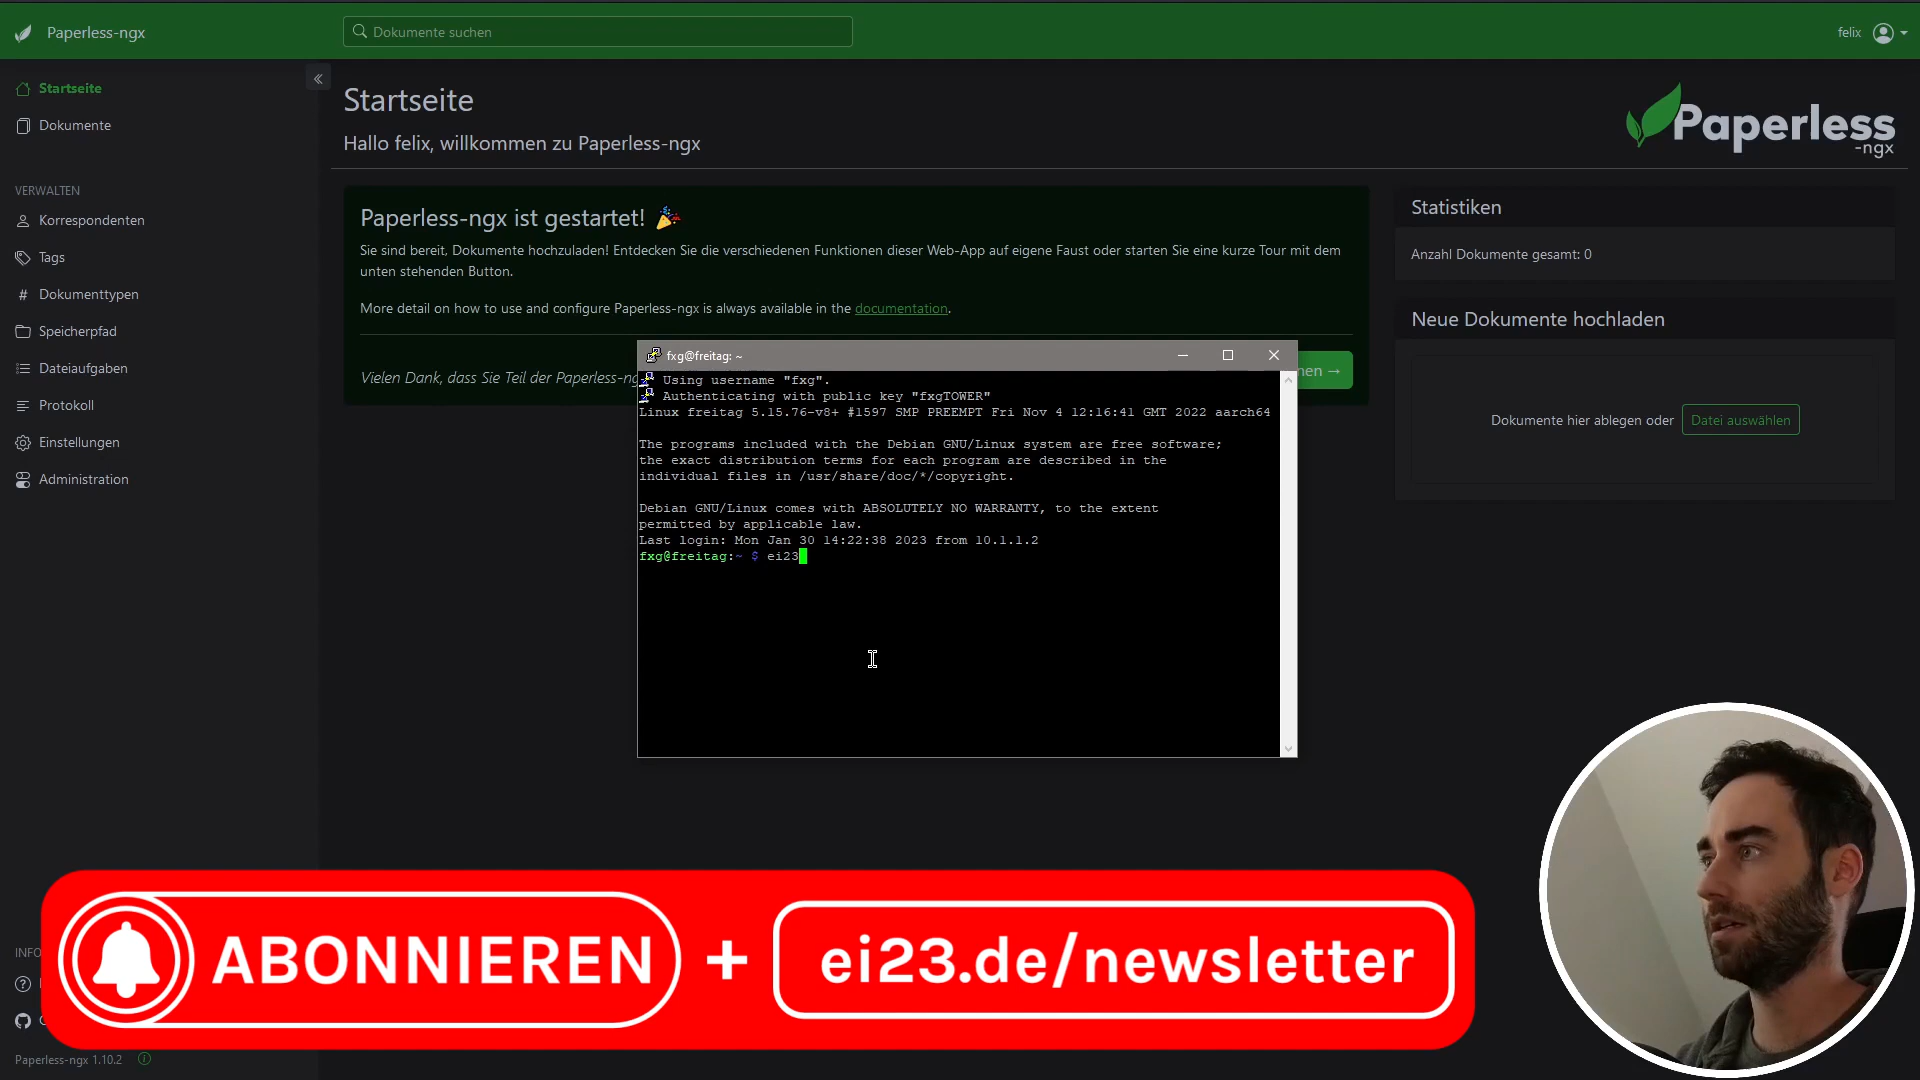 Paperless-ngx
Dokumente suchen
felix
Startseite
Dokumente
VERWALTEN
Korrespondenten
Tags
# Dokumenttypen
Speicherpfad
Dateiaufgaben
Protokoll
Einstellungen
Administration
INFO
Paperless-ngx 1.10.2
Startseite
Hallo felix, willkommen zu Paperless-ngx
Paperless
-ngx
Paperless-ngx ist gestartet! 🎉
Sie sind bereit, Dokumente hochzuladen! Entdecken Sie die verschiedenen Funktionen dieser Web-App auf eigene Faust oder starten Sie eine kurze Tour mit dem
unten stehenden Button.
More detail on how to use and configure Paperless-ngx is always available in the documentation.
Vielen Dank, dass Sie Teil der Paperless-ng
nen →
Statistiken
Anzahl Dokumente gesamt: 0
Neue Dokumente hochladen
Dokumente hier ablegen oder Datei auswählen
fxg@freitag: ~
Using username "fxg".
Authenticating with public key "fxgTOWER"
Linux freitag 5.15.76-v8+ #1597 SMP PREEMPT Fri Nov 4 12:16:41 GMT 2022 aarch64
The programs included with the Debian GNU/Linux system are free software;
the exact distribution terms for each program are described in the
individual files in /usr/share/doc/*/copyright.
Debian GNU/Linux comes with ABSOLUTELY NO WARRANTY, to the extent
permitted by applicable law.
Last login: Mon Jan 30 14:22:38 2023 from 10.1.1.2
fxg@freitag:~ $ ei23
ABONNIEREN + ei23.de/newsletter